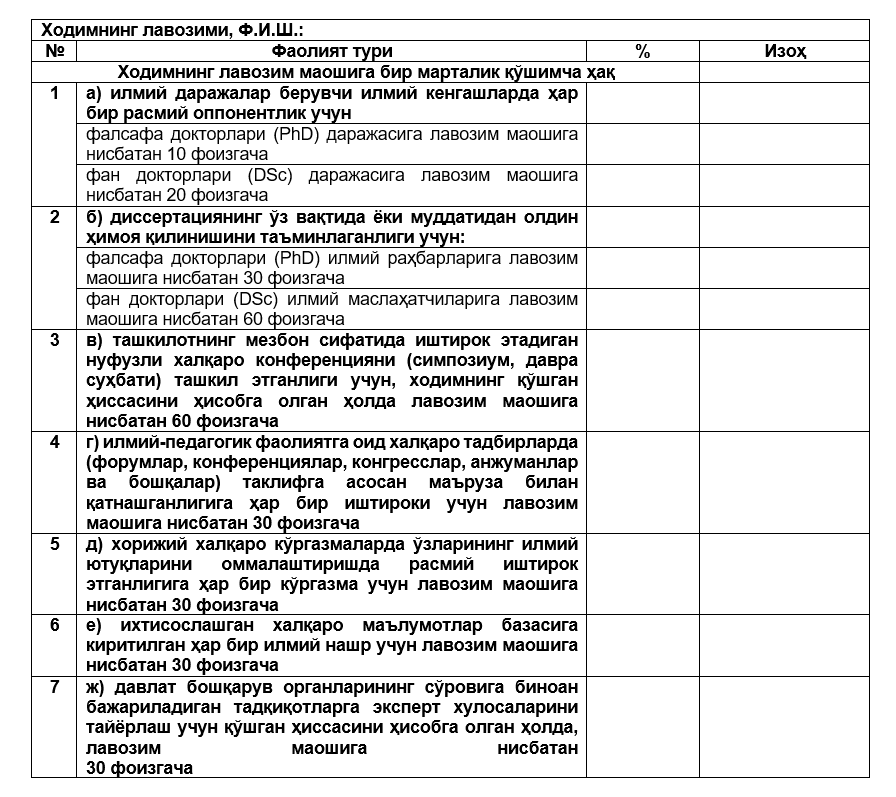 Ходимнинг лавозими, Ф.И.Ш.:
№ Фаолият тури % Изоҳ
Ходимнинг лавозим маошига бир марталик қўшимча ҳақ
1 а) илмий даражалар берувчи илмий кенгашларда ҳар
бир расмий оппонентлик учун
фалсафа докторлари (PhD) даражасига лавозим маошига
нисбатан 10 фоизгача
фан докторлари (DSc) даражасига лавозим маошига
нисбатан 20 фоизгача
2 б) диссертациянинг ўз вақтида ёки муддатидан олдин
ҳимоя қилинишини таъминлаганлиги учун:
фалсафа докторлари (PhD) илмий раҳбарларига лавозим
маошига нисбатан 30 фоизгача
фан докторлари (DSc) илмий маслаҳатчиларига лавозим
маошига нисбатан 60 фоизгача
3 в) ташкилотнинг мезбон сифатида иштирок этадиган
нуфузли халқаро конференцияни (симпозиум, давра
суҳбати) ташкил этганлиги учун, ходимнинг қўшган
ҳиссасини ҳисобга олган ҳолда лавозим маошига
нисбатан 60 фоизгача
4 г) илмий-педагогик фаолиятга оид халқаро тадбирларда
(форумлар, конференциялар, конгресслар, анжуманлар
ва бошқалар) таклифга асосан маъруза билан
қатнашганлигига ҳар бир иштироки учун лавозим
маошига нисбатан 30 фоизгача
5 д) хорижий халқаро кўргазмаларда ўзларининг илмий
ютуқларини оммалаштиришда расмий иштирок
этганлигига ҳар бир кўргазма учун лавозим маошига
нисбатан 30 фоизгача
6 е) ихтисослашган халқаро маълумотлар базасига
киритилган ҳар бир илмий нашр учун лавозим маошига
нисбатан 30 фоизгача
7 ж) давлат бошқарув органларининг сўровига биноан
бажариладиган тадқиқотларга эксперт хулосаларини
тайёрлаш учун қўшган ҳиссасини ҳисобга олган ҳолда,
лавозим маошига нисбатан
30 фоизгача